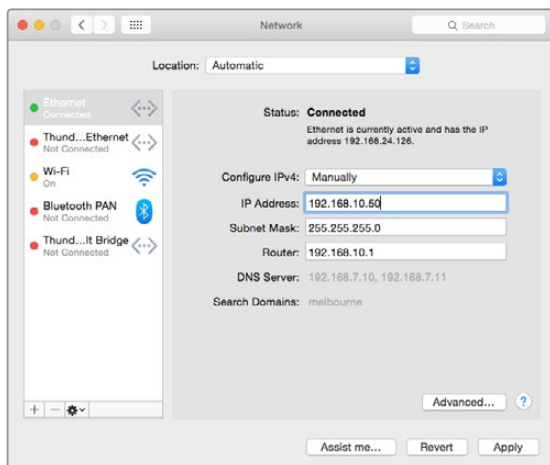 Network
Search
Location: Automatic
Ethernet
Connected
Thund...Ethernet
Not Connected
Wi-Fi
On
Bluetooth PAN
Not Connected
Thund...lt Bridge
Not Connected
Status: Connected
Ethernet is currently active and has the IP
address 192.168.24.126.
Configure IPv4: Manually
IP Address: 192.168.10.50
Subnet Mask: 255.255.255.0
Router: 192.168.10.1
DNS Server: 192.168.7.10, 192.168.7.11
Search Domains: melbourne
Advanced... ?
+ −
Assist me... Revert Apply